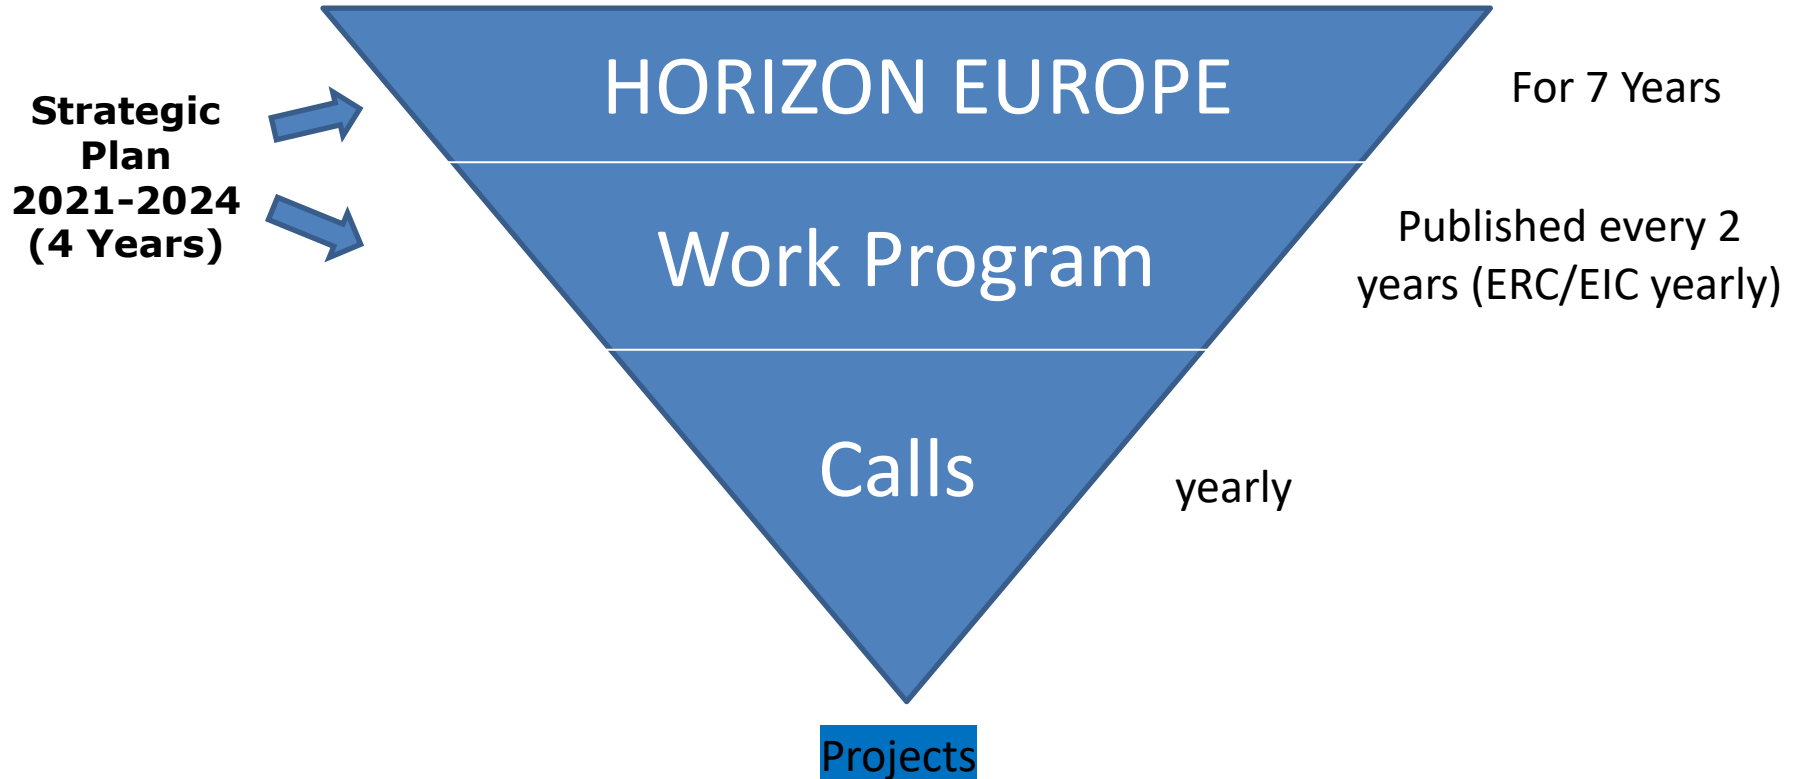 HORIZON EUROPE
For 7 Years
Strategic
Plan
2021-2024
(4 Years)
Work Program
Published every 2
years (ERC/EIC yearly)
Calls
yearly
Projects